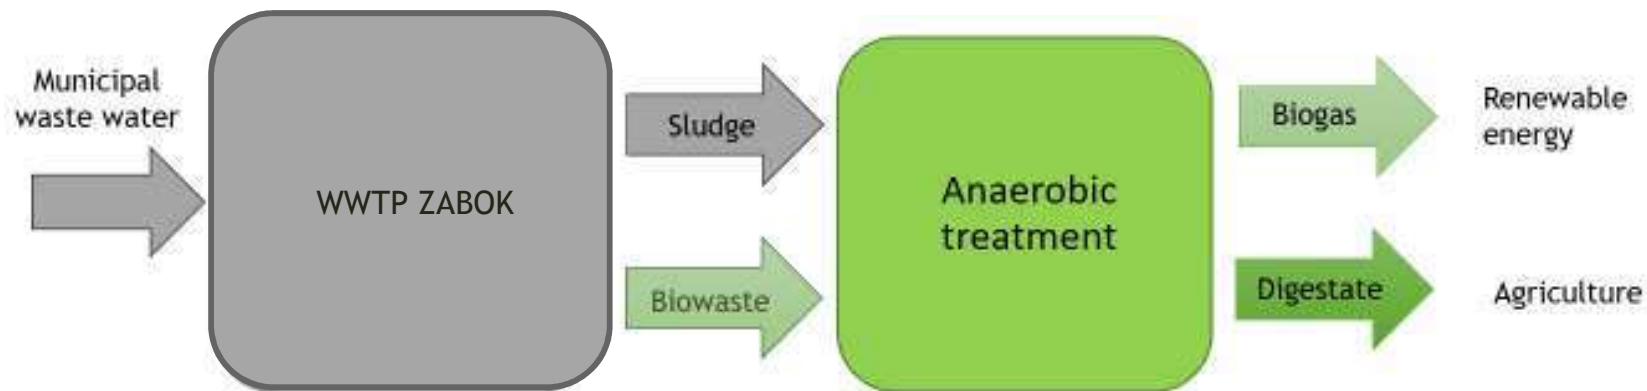 Municipal
waste water
WWTP ZABOK
Sludge
Biowaste
Anaerobic
treatment
Biogas
Renewable
energy
Digestate
Agriculture